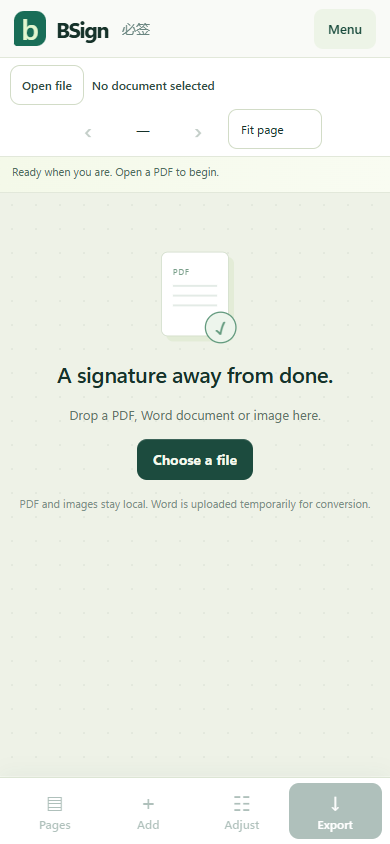 b BSign 必签 Menu
Open file No document selected
‹ — › Fit page
Ready when you are. Open a PDF to begin.
PDF
A signature away from done.
Drop a PDF, Word document or image here.
Choose a file
PDF and images stay local. Word is uploaded temporarily for conversion.
Pages Add Adjust Export